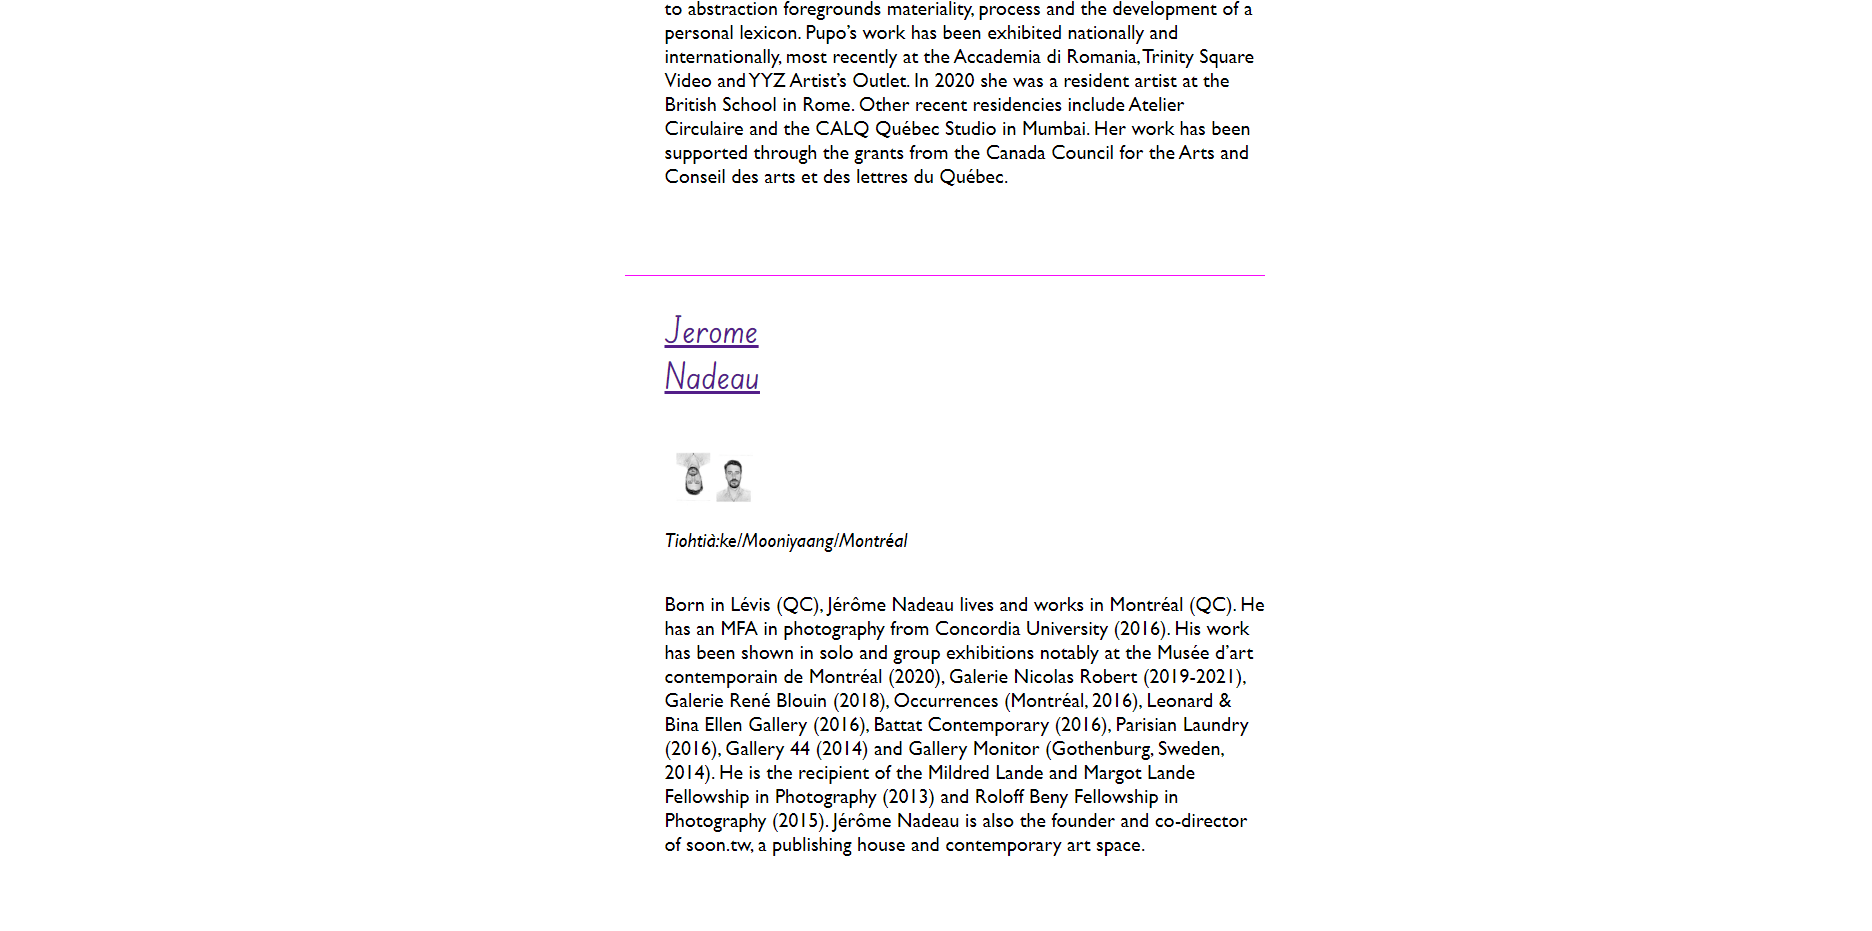 to abstraction foregrounds materiality, process and the development of a
personal lexicon. Pupo’s work has been exhibited nationally and
internationally, most recently at the Accademia di Romania, Trinity Square
Video and YYZ Artist’s Outlet. In 2020 she was a resident artist at the
British School in Rome. Other recent residencies include Atelier
Circulaire and the CALQ Québec Studio in Mumbai. Her work has been
supported through the grants from the Canada Council for the Arts and
Conseil des arts et des lettres du Québec.
Jerome
Nadeau
Tiohtià:ke/Mooniyaang/Montréal
Born in Lévis (QC), Jérôme Nadeau lives and works in Montréal (QC). He
has an MFA in photography from Concordia University (2016). His work
has been shown in solo and group exhibitions notably at the Musée d’art
contemporain de Montréal (2020), Galerie Nicolas Robert (2019-2021),
Galerie René Blouin (2018), Occurrences (Montréal, 2016), Leonard &
Bina Ellen Gallery (2016), Battat Contemporary (2016), Parisian Laundry
(2016), Gallery 44 (2014) and Gallery Monitor (Gothenburg, Sweden,
2014). He is the recipient of the Mildred Lande and Margot Lande
Fellowship in Photography (2013) and Roloff Beny Fellowship in
Photography (2015). Jérôme Nadeau is also the founder and co-director
of soon.tw, a publishing house and contemporary art space.